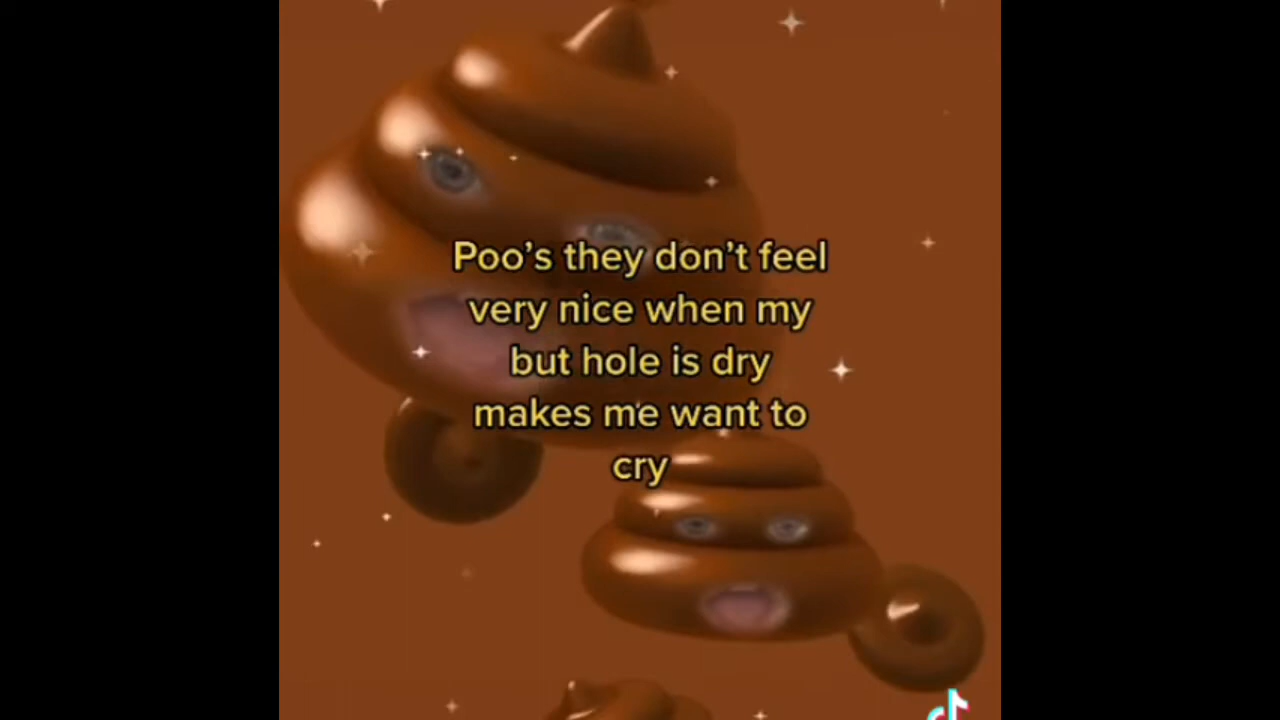 Poo’s they don’t feel
very nice when my
but hole is dry
makes me want to
cry